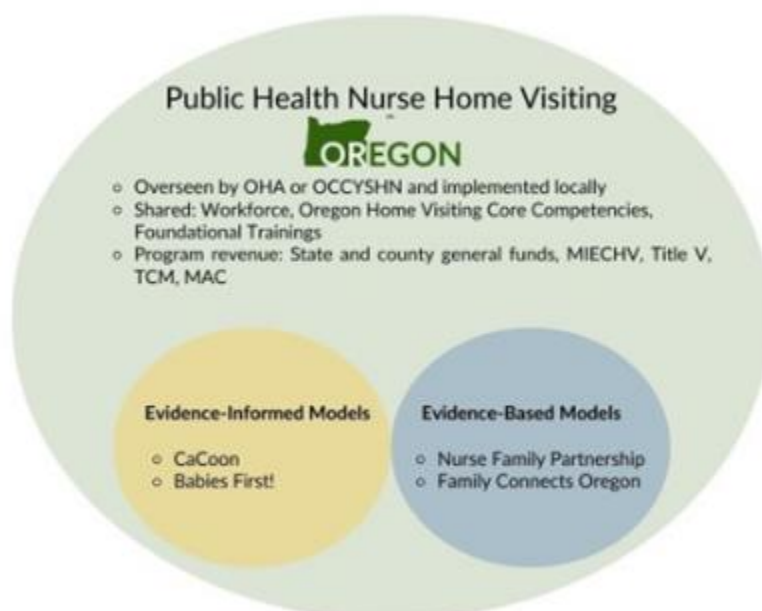 Public Health Nurse Home Visiting
OREGON
Overseen by OHA or OCCYSHN and implemented locally
Shared: Workforce, Oregon Home Visiting Core Competencies,
Foundational Trainings
Program revenue: State and county general funds, MIECHV, Title V,
TCM, MAC
Evidence-Informed Models
CaCoon
Babies First!
Evidence-Based Models
Nurse Family Partnership
Family Connects Oregon